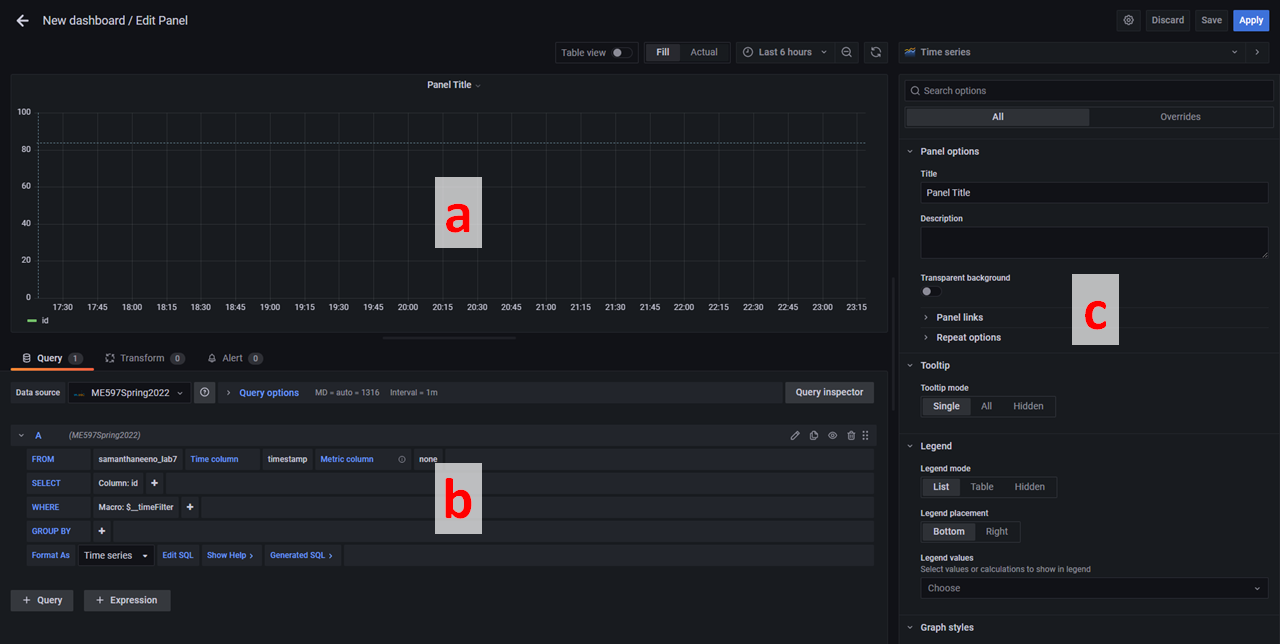 New dashboard / Edit Panel
Discard
Save
Apply
Table view
Fill
Actual
Last 6 hours
Time series
Panel Title
100
80
60
40
20
0
17:30 17:45 18:00 18:15 18:30 18:45 19:00 19:15 19:30 19:45 20:00 20:15 20:30 20:45 21:00 21:15 21:30 21:45 22:00 22:15 22:30 22:45 23:00 23:15
id
a
Query 1
Transform 0
Alert 0
Data source
ME597Spring2022
Query options
MD = auto = 1316
Interval = 1m
Query inspector
A
(ME597Spring2022)
FROM samanthaneeno_lab7 Time column timestamp Metric column none
SELECT Column: id +
WHERE Macro: $__timeFilter +
GROUP BY +
Format As Time series Edit SQL Show Help > Generated SQL >
b
+ Query
+ Expression
Search options
All
Overrides
Panel options
Title
Panel Title
Description
Transparent background
Panel links
Repeat options
c
Tooltip
Tooltip mode
Single All Hidden
Legend
Legend mode
List Table Hidden
Legend placement
Bottom Right
Legend values
Select values or calculations to show in legend
Choose
Graph styles